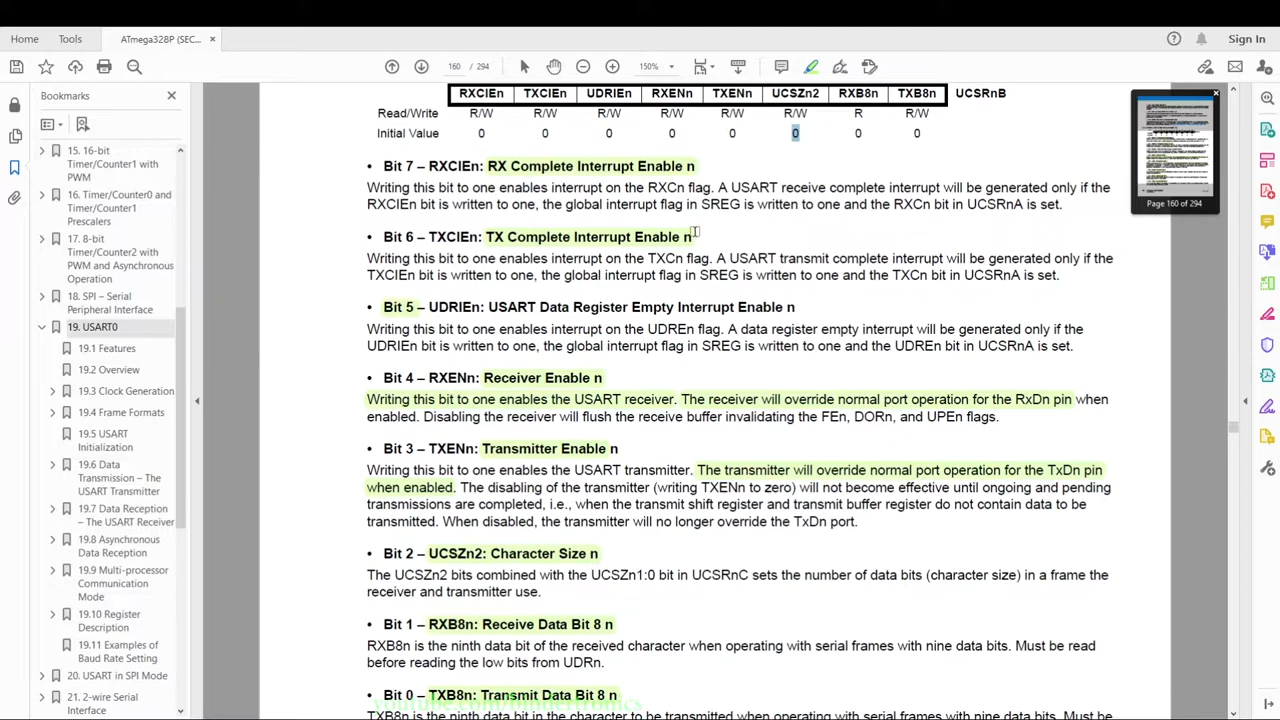 Home
Tools
ATmega328P (SEC...
Sign In
160 / 294
150%
Bookmarks
15. 16-bit
Timer/Counter1 with
PWM
16. Timer/Counter0 and
Timer/Counter1
Prescalers
17. 8-bit
Timer/Counter2 with
PWM and Asynchronous
Operation
18. SPI – Serial
Peripheral Interface
19. USART0
19.1 Features
19.2 Overview
19.3 Clock Generation
19.4 Frame Formats
19.5 USART
Initialization
19.6 Data
Transmission – The
USART Transmitter
19.7 Data Reception
– The USART Receiver
19.8 Asynchronous
Data Reception
19.9 Multi-processor
Communication
Mode
19.10 Register
Description
19.11 Examples of
Baud Rate Setting
20. USART in SPI Mode
21. 2-wire Serial
Interface
RXCIEn TXCIEn UDRIEn RXENn TXENn UCSZn2 RXB8n TXB8n UCSRnB
Read/Write R/W R/W R/W R/W R/W R/W R R/W
Initial Value 0 0 0 0 0 0 0 0
• Bit 7 – RXCIEn: RX Complete Interrupt Enable n
Writing this bit to one enables interrupt on the RXCn flag. A USART receive complete interrupt will be generated only if the
RXCIEn bit is written to one, the global interrupt flag in SREG is written to one and the RXCn bit in UCSRnA is set.
• Bit 6 – TXCIEn: TX Complete Interrupt Enable n
Writing this bit to one enables interrupt on the TXCn flag. A USART transmit complete interrupt will be generated only if the
TXCIEn bit is written to one, the global interrupt flag in SREG is written to one and the TXCn bit in UCSRnA is set.
• Bit 5 – UDRIEn: USART Data Register Empty Interrupt Enable n
Writing this bit to one enables interrupt on the UDREn flag. A data register empty interrupt will be generated only if the
UDRIEn bit is written to one, the global interrupt flag in SREG is written to one and the UDREn bit in UCSRnA is set.
• Bit 4 – RXENn: Receiver Enable n
Writing this bit to one enables the USART receiver. The receiver will override normal port operation for the RxDn pin when
enabled. Disabling the receiver will flush the receive buffer invalidating the FEn, DORn, and UPEn flags.
• Bit 3 – TXENn: Transmitter Enable n
Writing this bit to one enables the USART transmitter. The transmitter will override normal port operation for the TxDn pin
when enabled. The disabling of the transmitter (writing TXENn to zero) will not become effective until ongoing and pending
transmissions are completed, i.e., when the transmit shift register and transmit buffer register do not contain data to be
transmitted. When disabled, the transmitter will no longer override the TxDn port.
• Bit 2 – UCSZn2: Character Size n
The UCSZn2 bits combined with the UCSZn1:0 bit in UCSRnC sets the number of data bits (character size) in a frame the
receiver and transmitter use.
• Bit 1 – RXB8n: Receive Data Bit 8 n
RXB8n is the ninth data bit of the received character when operating with serial frames with nine data bits. Must be read
before reading the low bits from UDRn.
• Bit 0 – TXB8n: Transmit Data Bit 8 n
TXB8n is the ninth data bit in the character to be transmitted when operating with serial frames with nine data bits. Must be
Page 160 of 294